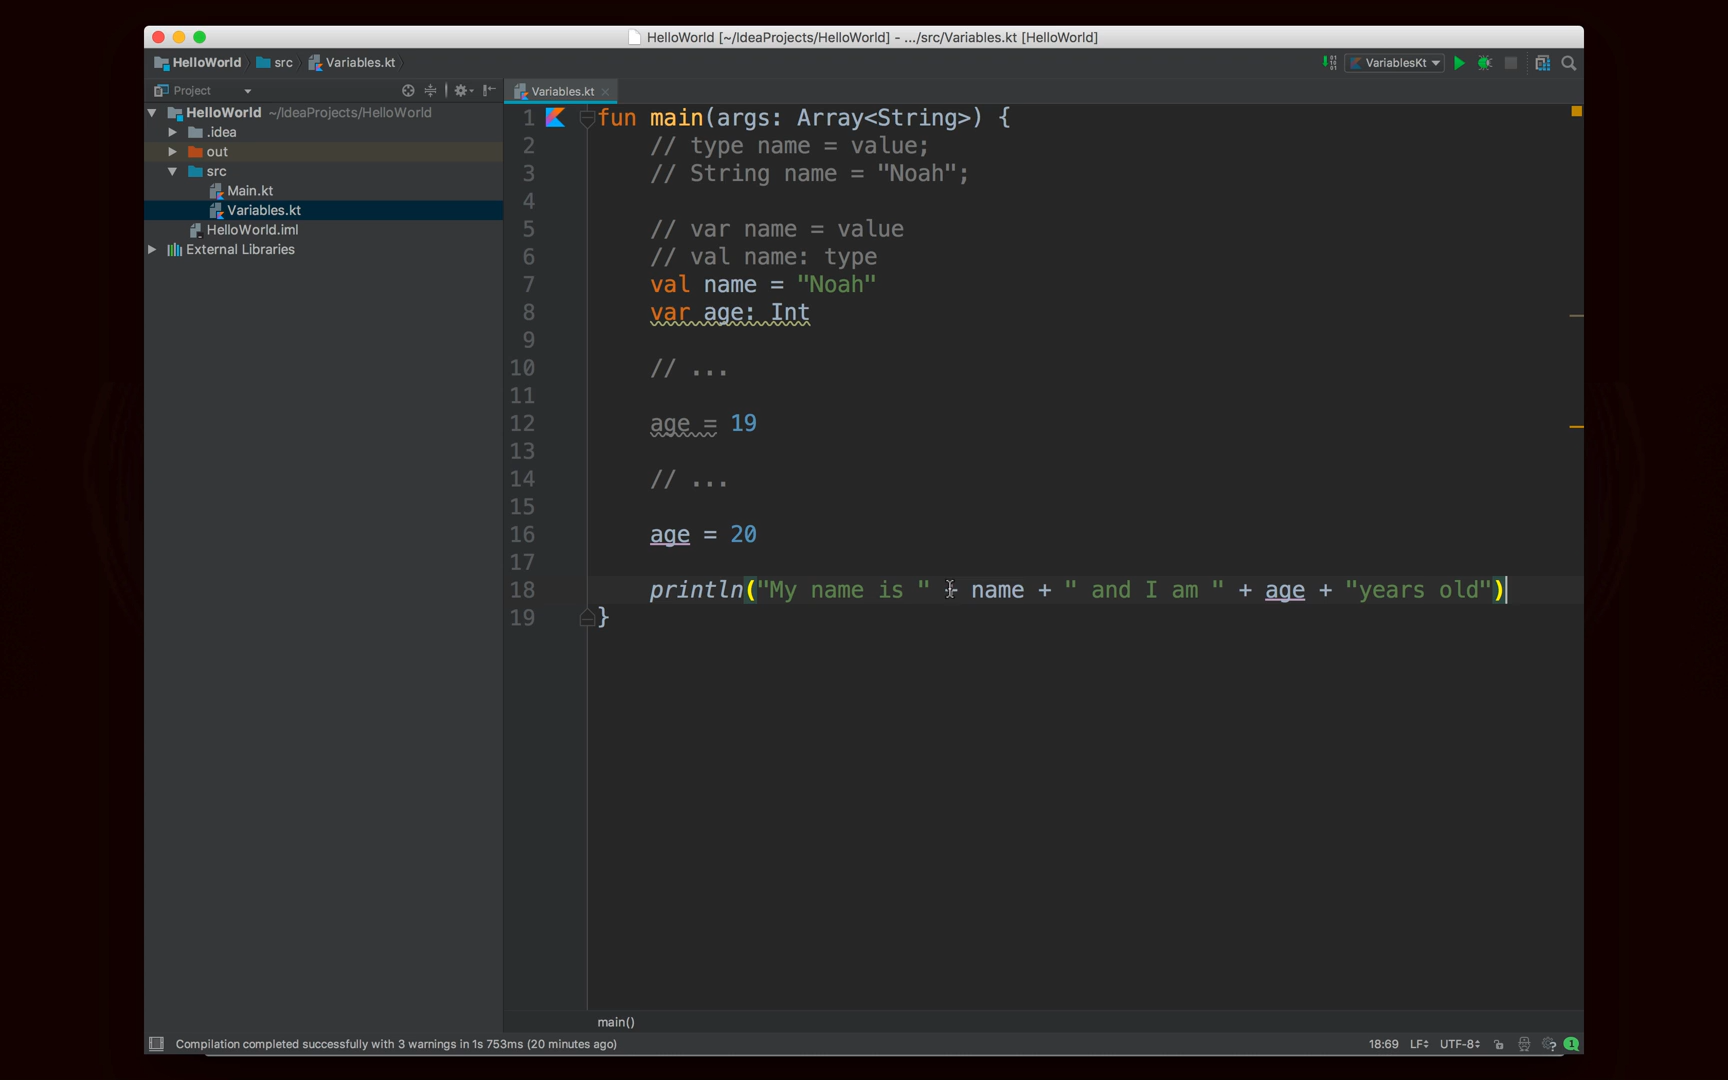 HelloWorld [~/IdeaProjects/HelloWorld] - .../src/Variables.kt [HelloWorld]
HelloWorld src Variables.kt VariablesKt
Project Variables.kt
HelloWorld ~/IdeaProjects/HelloWorld
.idea
out
src
Main.kt
Variables.kt
HelloWorld.iml
External Libraries
1 fun main(args: Array<String>) {
2 // type name = value;
3 // String name = "Noah";
4
5 // var name = value
6 // val name: type
7 val name = "Noah"
8 var age: Int
9
10 // ...
11
12 age = 19
13
14 // ...
15
16 age = 20
17
18 println("My name is " + name + " and I am " + age + "years old")
19 }
main()
Compilation completed successfully with 3 warnings in 1s 753ms (20 minutes ago) 18:69 LF UTF-8 1